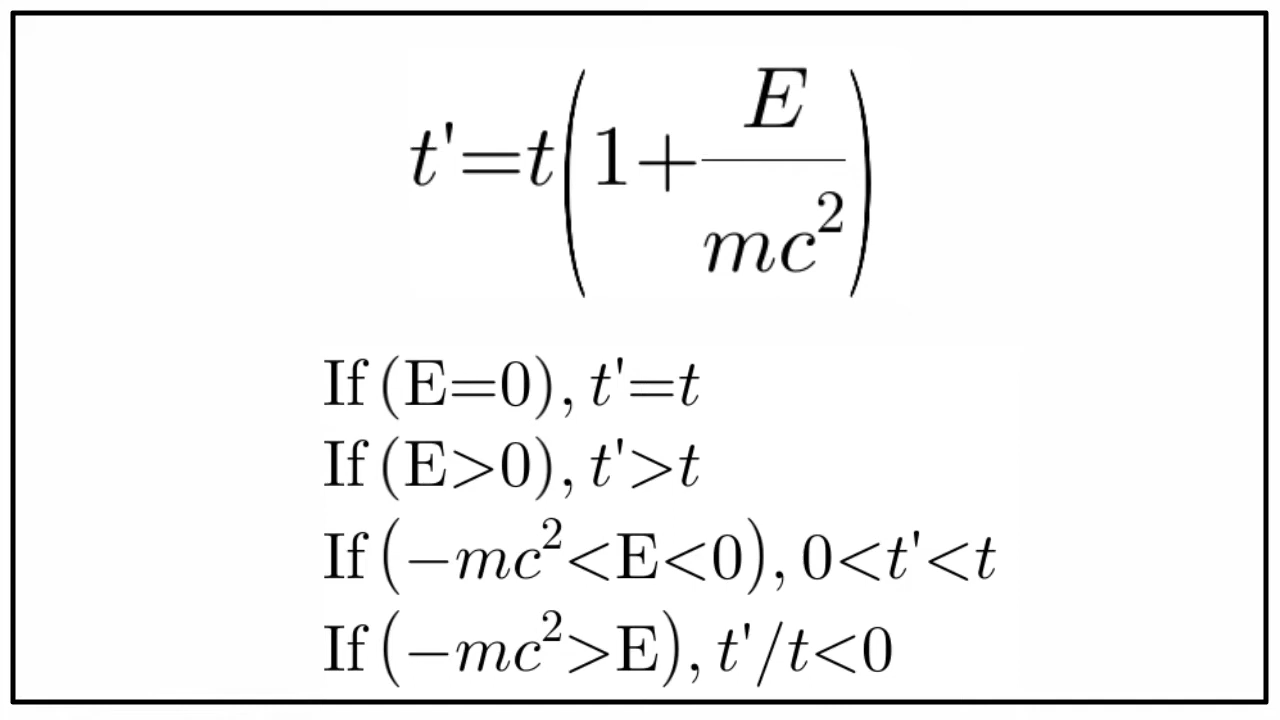 t'=t(1+E/mc²)
If (E=0), t'=t
If (E>0), t'>t
If (−mc²<E<0), 0<t'<t
If (−mc²>E), t'/t<0